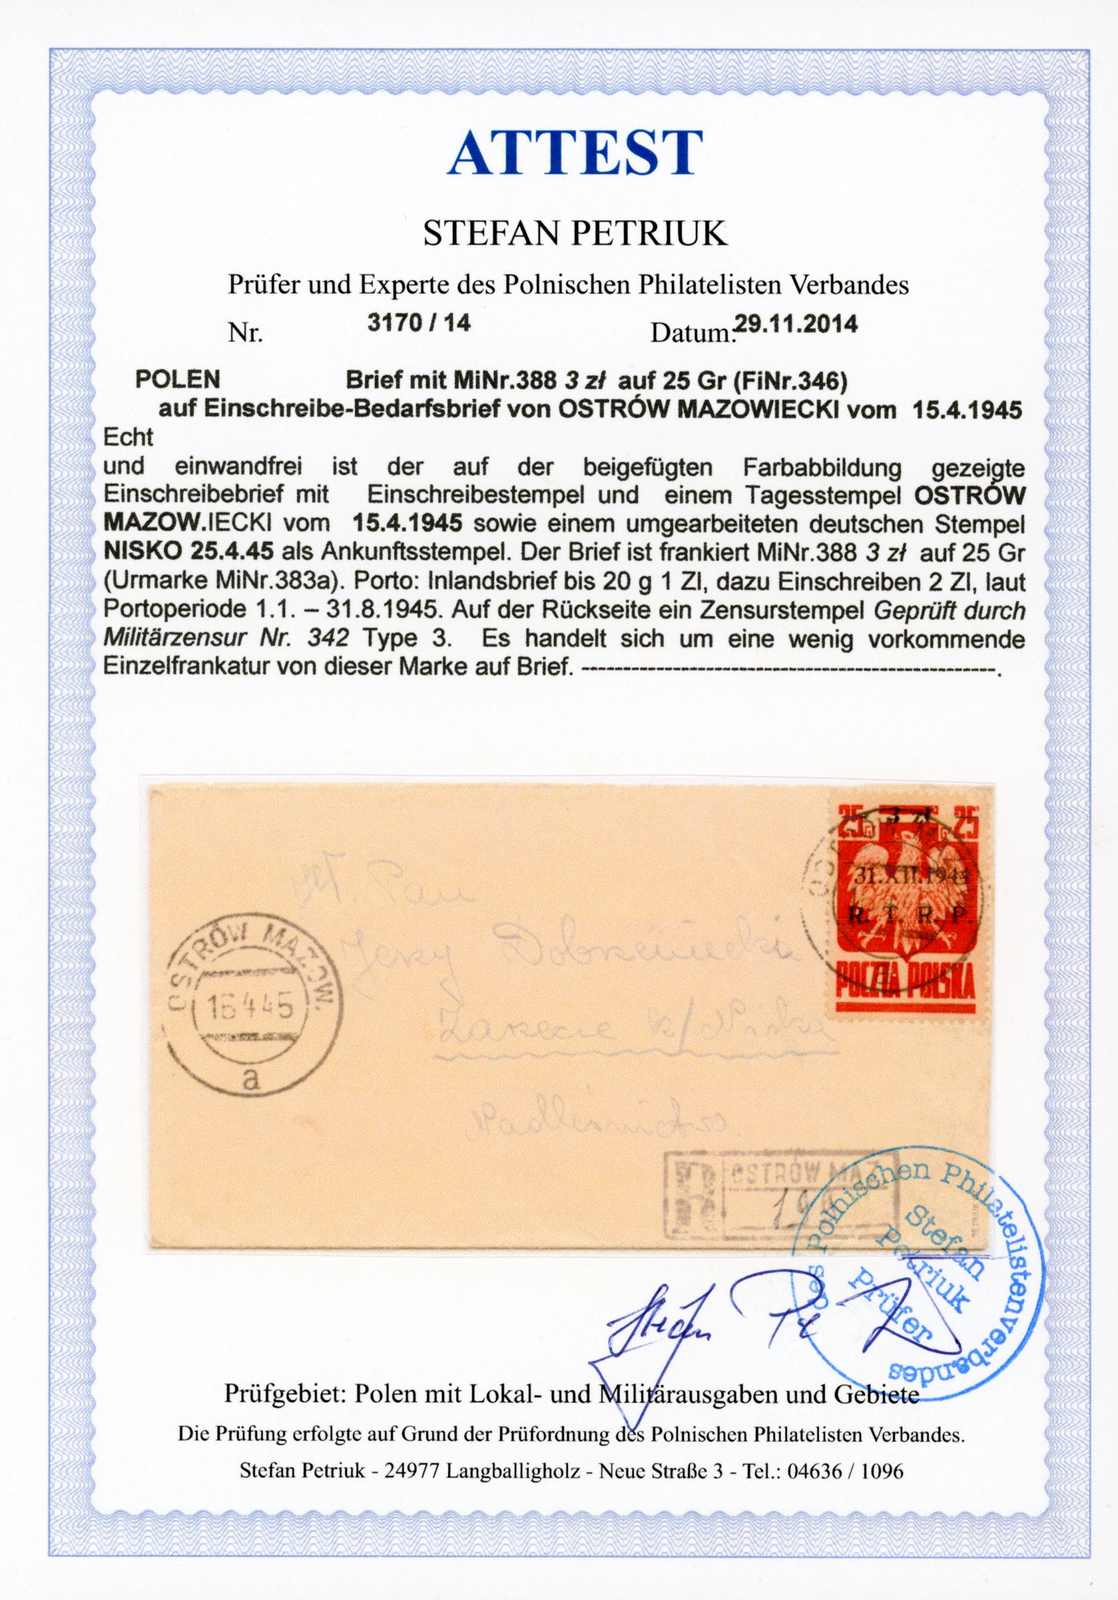 ATTEST
STEFAN PETRIUK
Prüfer und Experte des Polnischen Philatelisten Verbandes
Nr. 3170 / 14 Datum: 29.11.2014
POLEN Brief mit MiNr.388 3 zł auf 25 Gr (FiNr.346)
auf Einschreibe-Bedarfsbrief von OSTRÓW MAZOWIECKI vom 15.4.1945
Echt
und einwandfrei ist der auf der beigefügten Farbabbildung gezeigte
Einschreibebrief mit Einschreibestempel und einem Tagesstempel OSTRÓW
MAZOW.IECKI vom 15.4.1945 sowie einem umgearbeiteten deutschen Stempel
NISKO 25.4.45 als Ankunftsstempel. Der Brief ist frankiert MiNr.388 3 zł auf 25 Gr
(Urmarke MiNr.383a). Porto: Inlandsbrief bis 20 g 1 Zl, dazu Einschreiben 2 Zl, laut
Portoperiode 1.1. – 31.8.1945. Auf der Rückseite ein Zensurstempel Geprüft durch
Militärzensur Nr. 342 Type 3. Es handelt sich um eine wenig vorkommende
Einzelfrankatur von dieser Marke auf Brief. --------------------------------------------------.
25 3 zł 25
31.XII.1944
R. T. R. P.
POCZTA POLSKA
OSTRÓW MAZOW.
15 4 45
a
Pan
Jerzy
Nadleśnictwo
R OSTRÓW MAZ.
des Polnischen Philatelistenverbandes
Stefan
Petriuk
Prüfer
Prüfgebiet: Polen mit Lokal- und Militärausgaben und Gebiete
Die Prüfung erfolgte auf Grund der Prüfordnung des Polnischen Philatelisten Verbandes.
Stefan Petriuk - 24977 Langballigholz - Neue Straße 3 - Tel.: 04636 / 1096